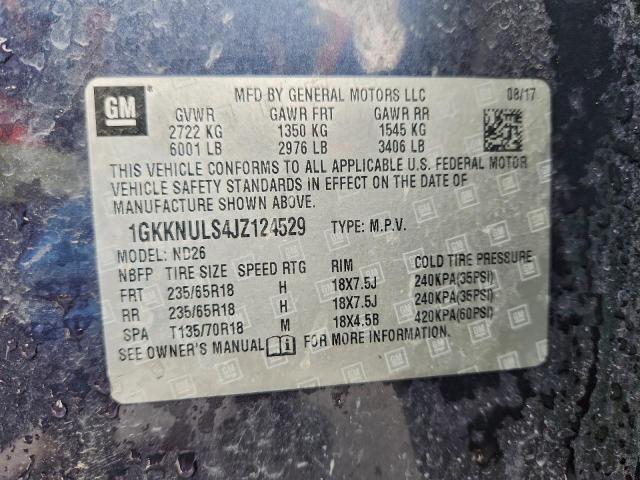 GM
MFD BY GENERAL MOTORS LLC 08/17
GVWR GAWR FRT GAWR RR
2722 KG 1350 KG 1545 KG
6001 LB 2976 LB 3406 LB
THIS VEHICLE CONFORMS TO ALL APPLICABLE U.S. FEDERAL MOTOR
VEHICLE SAFETY STANDARDS IN EFFECT ON THE DATE OF
MANUFACTURE SHOWN ABOVE.
1GKKNULS4JZ124529 TYPE: M.P.V.
MODEL: ND26
NBFP TIRE SIZE SPEED RTG RIM COLD TIRE PRESSURE
FRT 235/65R18 H 18X7.5J 240KPA(35PSI)
RR 235/65R18 H 18X7.5J 240KPA(35PSI)
SPA T135/70R18 M 18X4.5B 420KPA(60PSI)
SEE OWNER'S MANUAL FOR MORE INFORMATION.